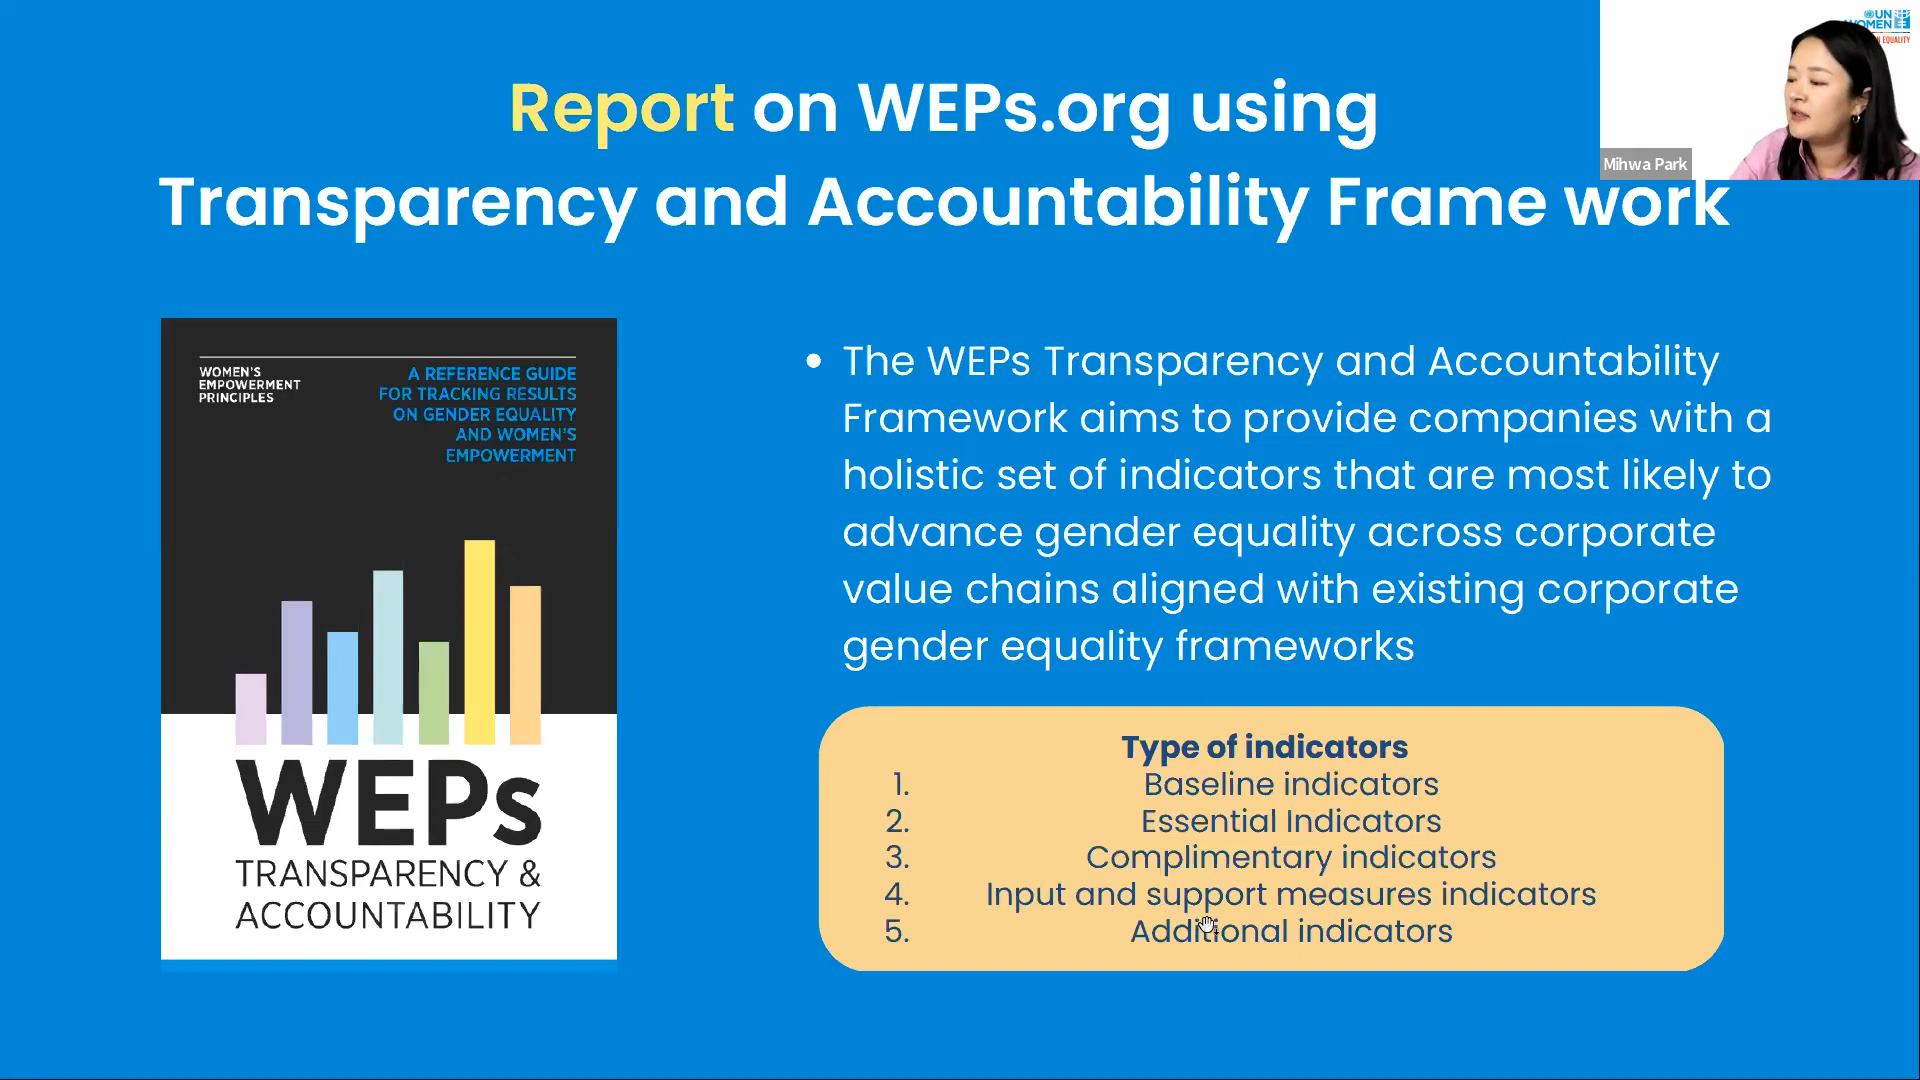 Report on WEPs.org using
Transparency and Accountability Frame work
UN
WOMEN
EQUALITY
Mihwa Park
WOMEN'S
EMPOWERMENT
PRINCIPLES
A REFERENCE GUIDE
FOR TRACKING RESULTS
ON GENDER EQUALITY
AND WOMEN'S
EMPOWERMENT
WEPs
TRANSPARENCY &
ACCOUNTABILITY
• The WEPs Transparency and Accountability
Framework aims to provide companies with a
holistic set of indicators that are most likely to
advance gender equality across corporate
value chains aligned with existing corporate
gender equality frameworks
Type of indicators
1. Baseline indicators
2. Essential Indicators
3. Complimentary indicators
4. Input and support measures indicators
5. Additional indicators